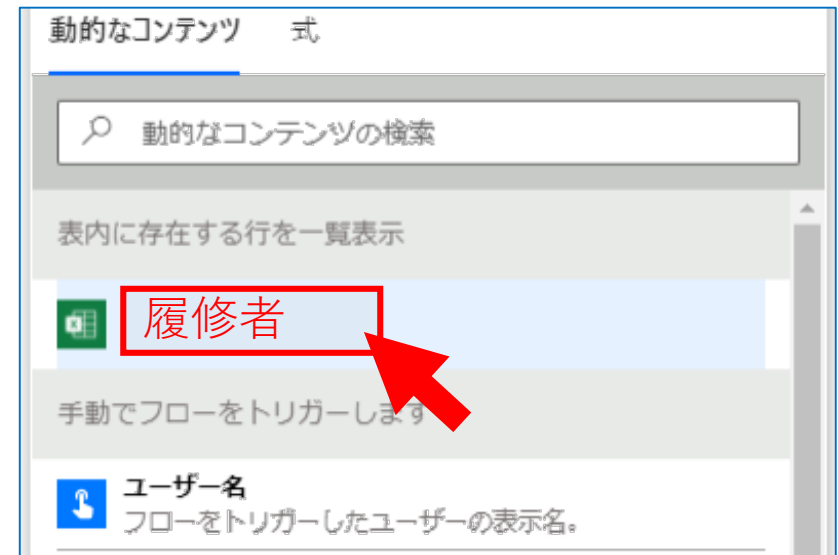 動的なコンテンツ 式
動的なコンテンツの検索
表内に存在する行を一覧表示
履修者
手動でフローをトリガーします
ユーザー名
フローをトリガーしたユーザーの表示名。